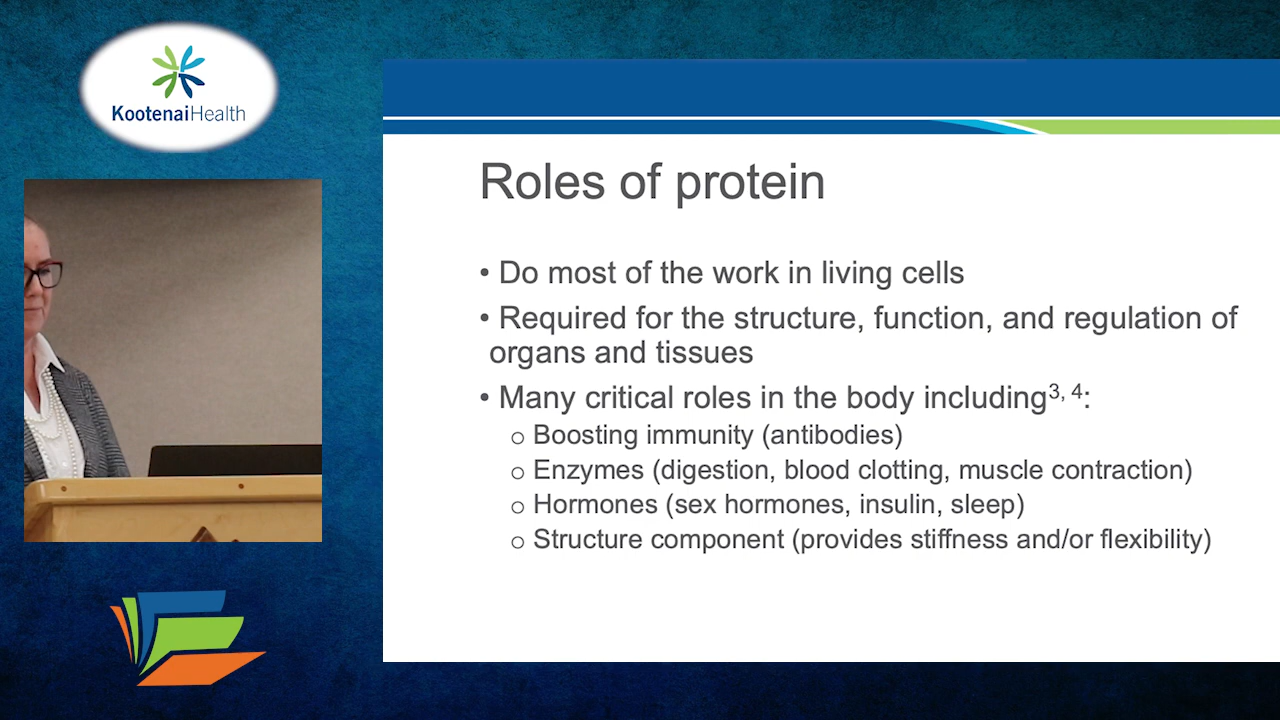 KootenaiHealth
Roles of protein
• Do most of the work in living cells
• Required for the structure, function, and regulation of
organs and tissues
• Many critical roles in the body including3, 4:
o Boosting immunity (antibodies)
o Enzymes (digestion, blood clotting, muscle contraction)
o Hormones (sex hormones, insulin, sleep)
o Structure component (provides stiffness and/or flexibility)